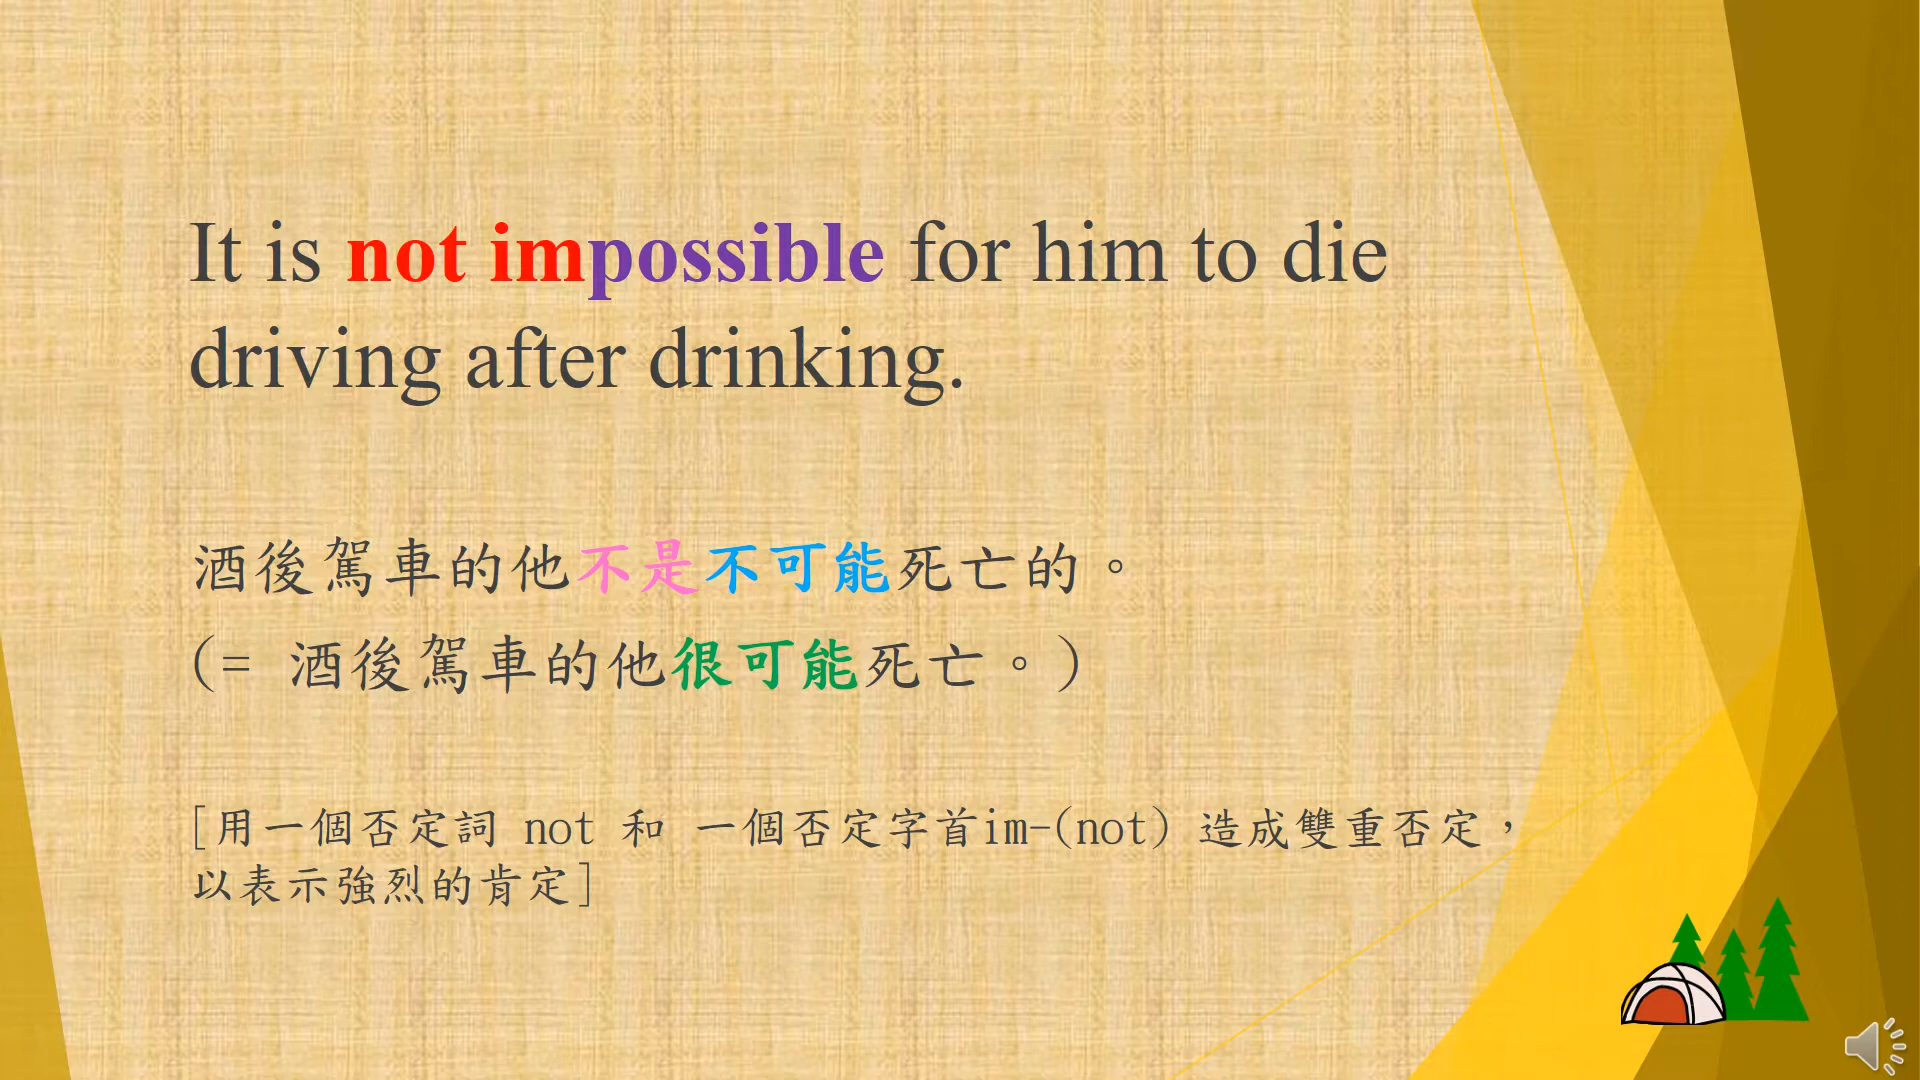 It is not impossible for him to die
driving after drinking.
酒後駕車的他不是不可能死亡的。
(= 酒後駕車的他很可能死亡。)
[用一個否定詞 not 和 一個否定字首im-(not) 造成雙重否定，
以表示強烈的肯定]